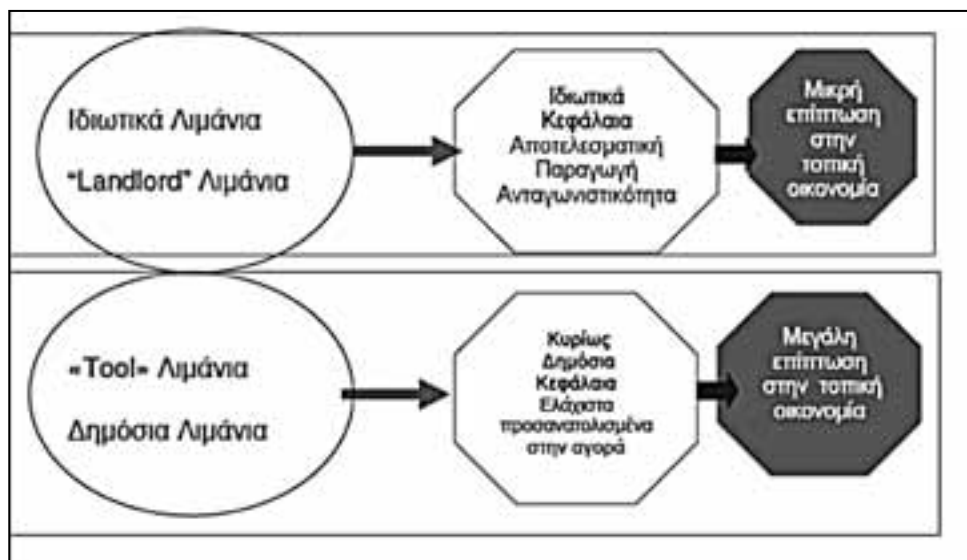 Ιδιωτικά Λιμάνια
“Landlord” Λιμάνια
Ιδιωτικά
Κεφάλαια
Αποτελεσματική
Παραγωγή
Ανταγωνιστικότητα
Μικρή
επίπτωση
στην
τοπική
οικονομία
«Tool» Λιμάνια
Δημόσια Λιμάνια
Κυρίως
Δημόσια
Κεφάλαια
Ελάχιστα
προσανατολισμένα
στην αγορά
Μεγάλη
επίπτωση
στην τοπική
οικονομία